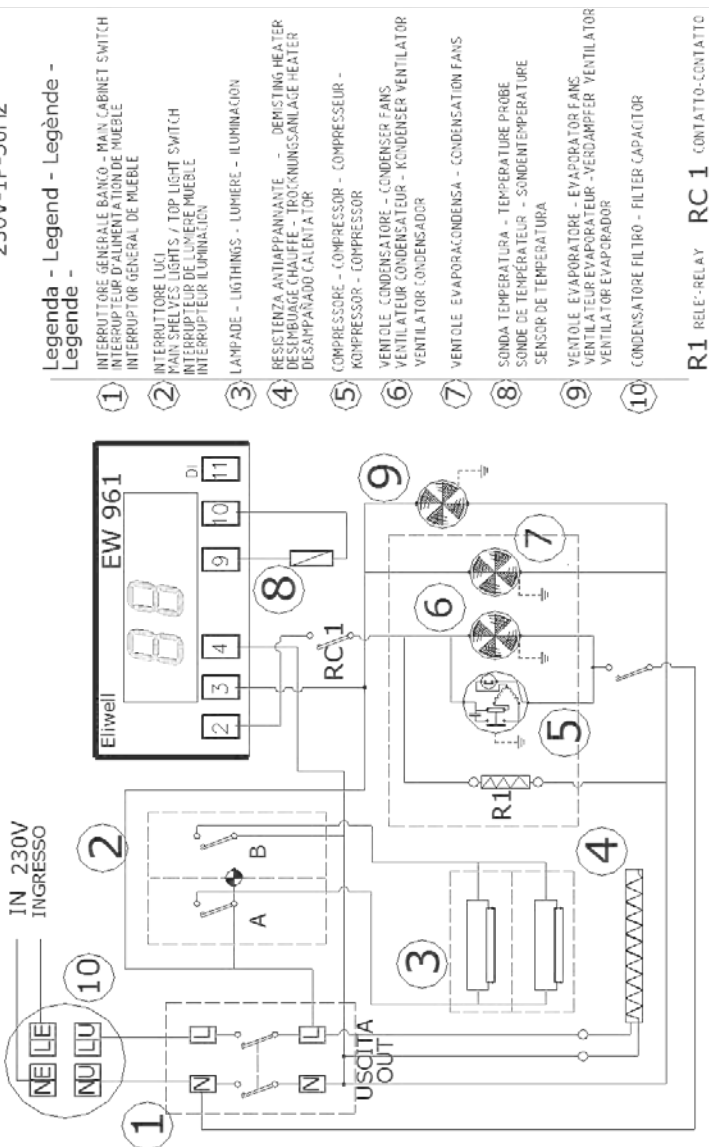 230V-1P-50Hz
Legenda - Legend - Legènde -
Legende -
1 INTERRUTTORE GENERALE BANCO - MAIN CABINET SWITCH
INTERRUPTEUR D'ALIMENTATION DE MUEBLE
INTERRUPTOR GENERAL DE MUEBLE
2 INTERRUTTORE LUCI
MAIN SHELVES LIGHTS / TOP LIGHT SWITCH
INTERRUPTEUR DE LUMIERE MUEBLE
INTERRUPTEUR ILUMINACION
3 LAMPADE - LIGTHINGS - LUMIERE - ILUMINACION
4 RESISTENZA ANTIAPPANNANTE - DEMISTING HEATER
DESEMBUAGE CHAUFFE - TROCKNUNGSANLAGE HEATER
DESAMPAÑADO CALENTATOR
5 COMPRESSORE - COMPRESSOR - COMPRESSEUR -
KOMPRESSOR - COMPRESSOR
6 VENTOLE CONDENSATORE - CONDENSER FANS
VENTILATEUR CONDENSATEUR - KONDENSER VENTILATOR
VENTILATOR CONDENSADOR
7 VENTOLE EVAPORACONDENSA - CONDENSATION FANS
8 SONDA TEMPERATURA - TEMPERATURE PROBE
SONDE DE TEMPÉRATEUR - SONDENTEMPERATURE
SENSOR DE TEMPERATURA
9 VENTOLE EVAPORATORE - EVAPORATOR FANS
VENTILATEUR EVAPORATEUR - VERDAMPFER VENTILATOR
VENTILATOR EVAPORADOR
10 CONDENSATORE FILTRO - FILTER CAPACITOR
R1 RELE'-RELAY RC 1 CONTATTO-CONTATTO
IN 230V
INGRESSO
NE LE
NU LU
10
1
N L
N L
USCITA
OUT
2
A B
Eliwell EW 961
DI
2 3 4 9 10 11
8
RC 1
3
4
R1
5
C
6
7
9